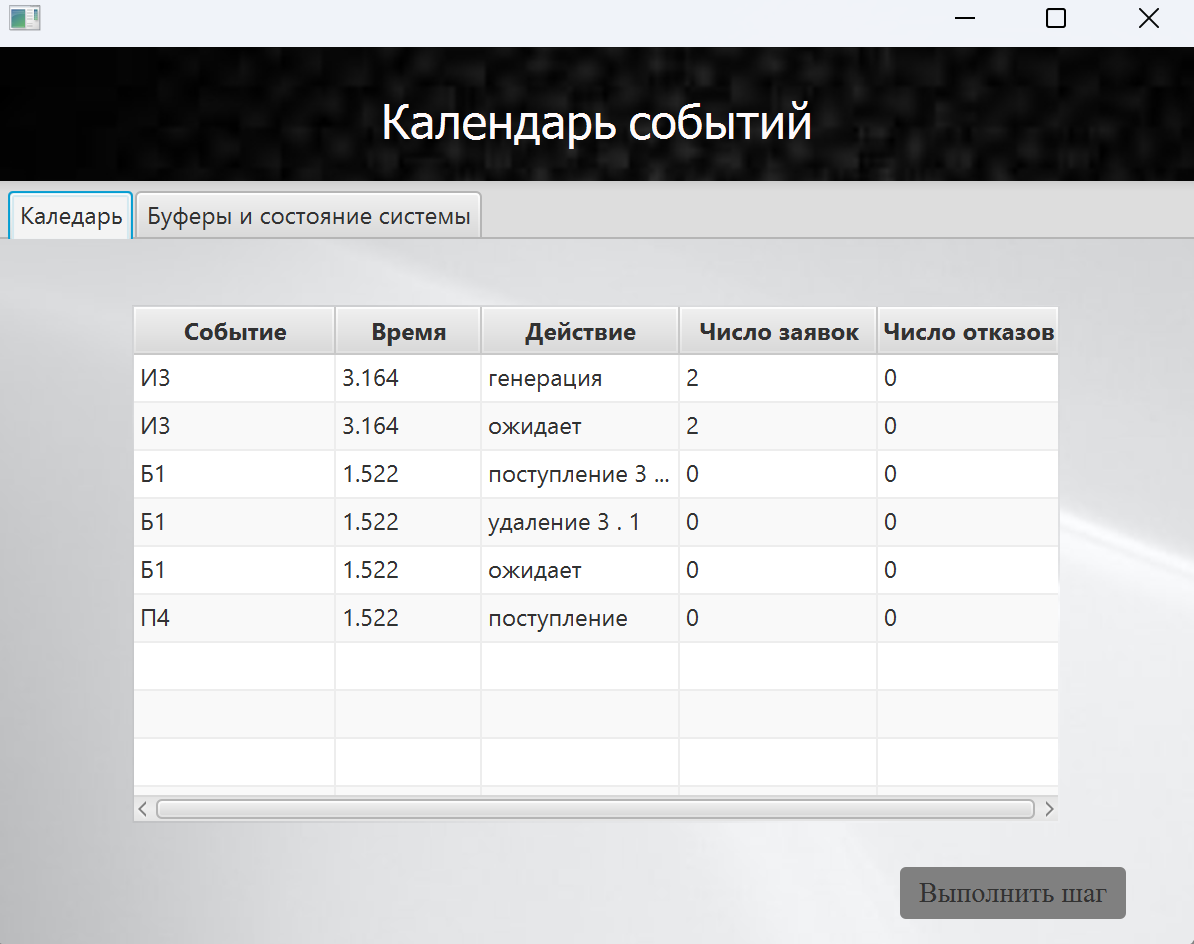 Календарь событий
Каледарь Буферы и состояние системы
Событие Время Действие Число заявок Число отказов
И3 3.164 генерация 2 0
И3 3.164 ожидает 2 0
Б1 1.522 поступление 3 ... 0 0
Б1 1.522 удаление 3 . 1 0 0
Б1 1.522 ожидает 0 0
П4 1.522 поступление 0 0
Выполнить шаг